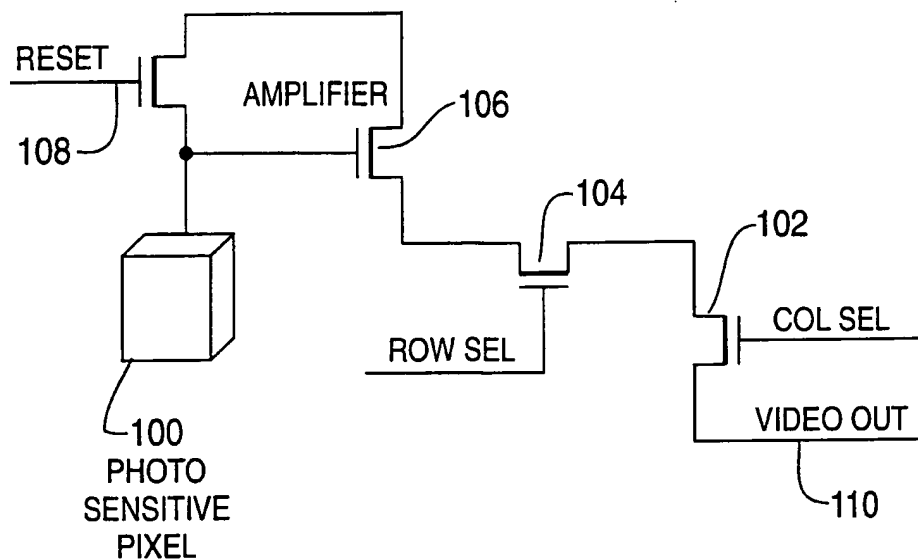 RESET
108
AMPLIFIER
106
104
102
ROW SEL
COL SEL
VIDEO OUT
110
100
PHOTO
SENSITIVE
PIXEL